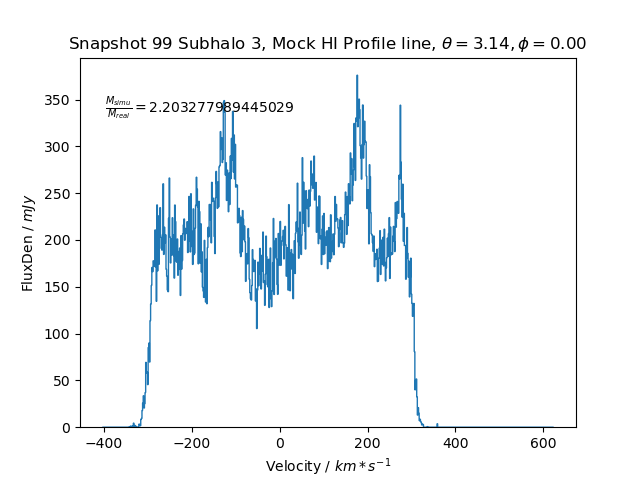 Snapshot 99 Subhalo 3, Mock HI Profile line, θ = 3.14, ϕ = 0.00
M_simu/M_real = 2.203277989445029
FluxDen / mJy
350
300
250
200
150
100
50
0
−400 −200 0 200 400 600
Velocity / km * s⁻¹